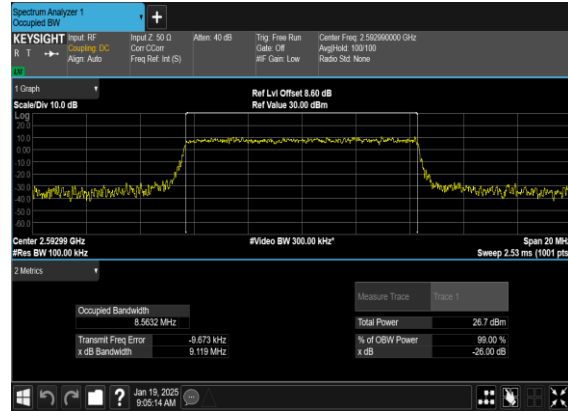 Spectrum Analyzer 1
Occupied BW
KEYSIGHT Input: RF Input Z: 50 Ω Atten: 40 dB Trig: Free Run Center Freq: 2.592990000 GHz
R T Coupling: DC Corr CCorr Gate: Off Avg|Hold: 100/100
Align: Auto Freq Ref: Int (S) #IF Gain: Low Radio Std: None
LM
1 Graph Ref Lvl Offset 8.60 dB
Scale/Div 10.0 dB Ref Value 30.00 dBm
Log
20.0
10.0
0.00
-10.0
-20.0
-30.0
-40.0
-50.0
-60.0
Center 2.59299 GHz #Video BW 300.00 kHz* Span 20 MHz
#Res BW 100.00 kHz Sweep 2.53 ms (1001 pts
2 Metrics
Measure Trace Trace 1
Occupied Bandwidth
8.5632 MHz Total Power 26.7 dBm
Transmit Freq Error -9.673 kHz % of OBW Power 99.00 %
x dB Bandwidth 9.119 MHz x dB -26.00 dB
? Jan 19, 2025
9:05:14 AM